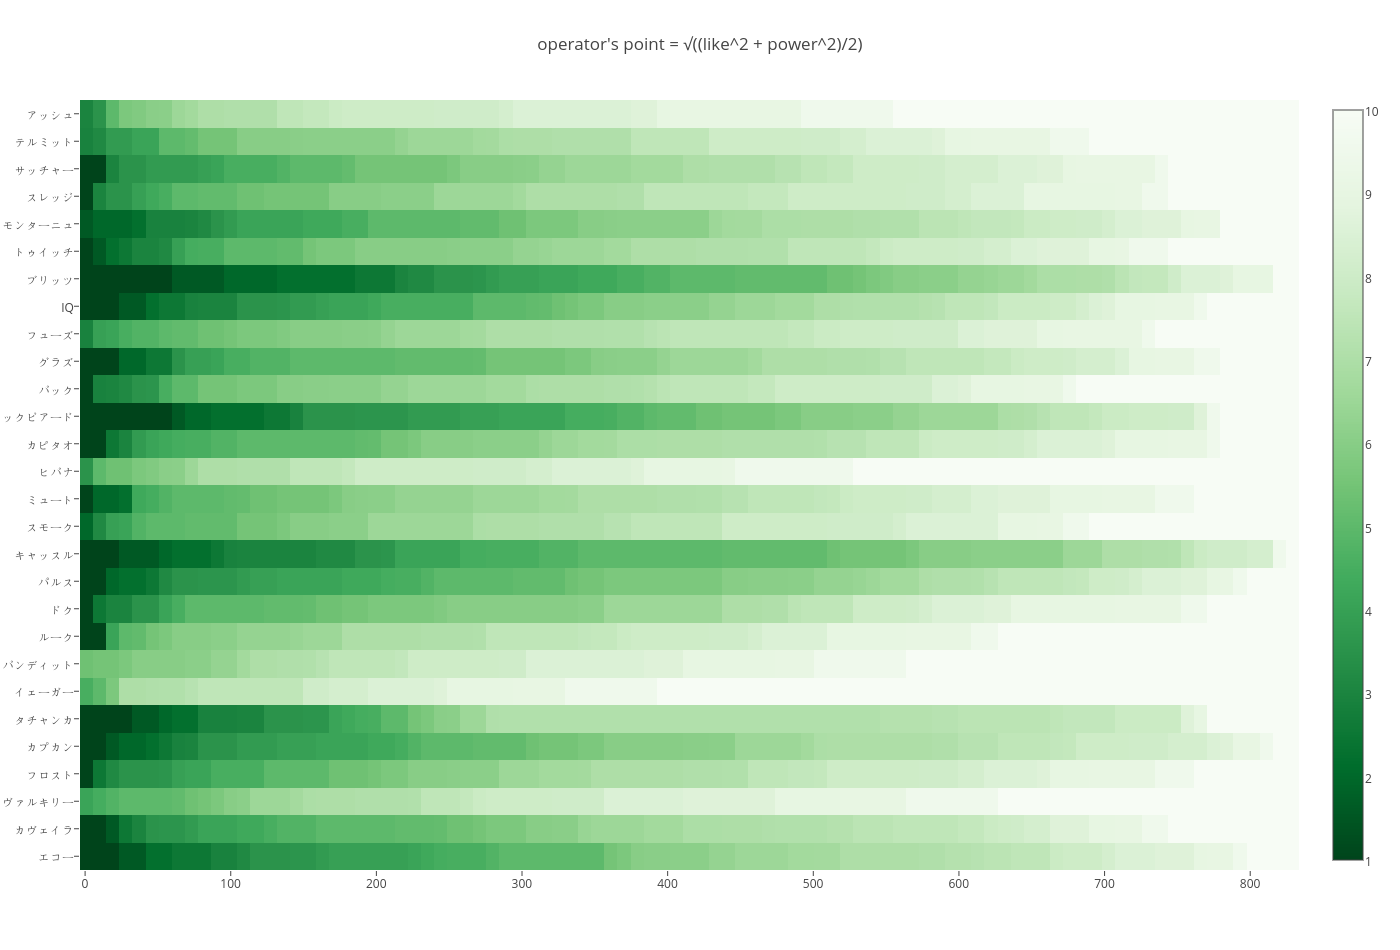 operator's point = √((like^2 + power^2)/2)
アッシュ
テルミット
サッチャー
スレッジ
モンターニュ
トゥイッチ
ブリッツ
IQ
フューズ
グラズ
バック
ックビアード
カピタオ
ヒバナ
ミュート
スモーク
キャッスル
パルス
ドク
ルーク
バンディット
イェーガー
タチャンカ
カプカン
フロスト
ヴァルキリー
カヴェイラ
エコー
0 100 200 300 400 500 600 700 800
10
9
8
7
6
5
4
3
2
1